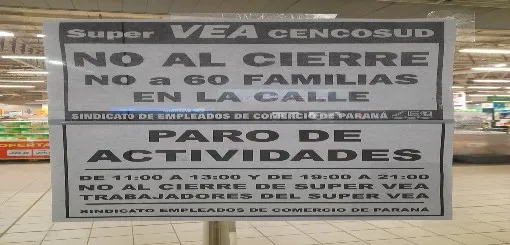 Super VEA CENCOSUD
NO AL CIERRE
NO a 60 FAMILIAS
EN LA CALLE
SINDICATO DE EMPLEADOS DE COMERCIO DE PARANÁ
PARO DE
ACTIVIDADES
DE 11:00 A 13:00 Y DE 19:00 A 21:00
NO AL CIERRE DE SUPER VEA
TRABAJADORES DEL SUPER VEA
SINDICATO EMPLEADOS DE COMERCIO DE PARANÁ
OFERTA